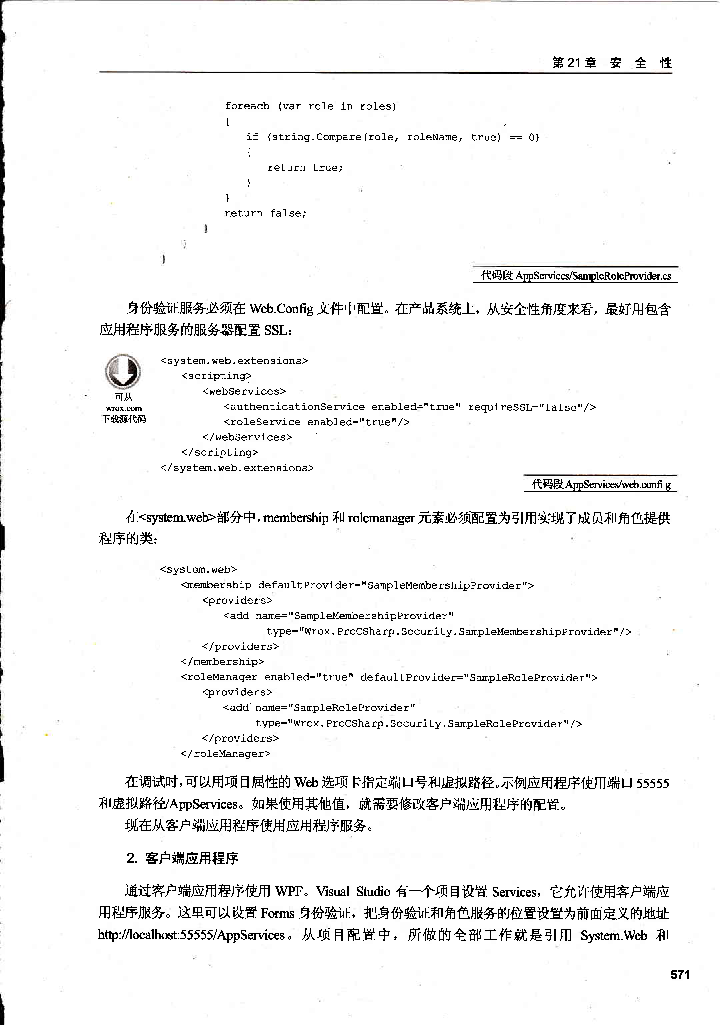 第21章 安 全 性
foreach (var role in roles)
{
if (string.Compare(role, roleName, true) == 0)
{
return true;
}
}
return false;
}
}
}
代码段 AppServices/SampleRoleProvider.cs
身份验证服务必须在 Web.Config 文件中配置。在产品系统上，从安全性角度来看，最好用包含
应用程序服务的服务器配置 SSL：
<system.web.extensions>
<scripting>
<webServices>
<authenticationService enabled="true" requireSSL="false"/>
<roleService enabled="true"/>
</webServices>
</scripting>
</system.web.extensions>
可从
wrox.com
下载源代码
代码段 AppServices/web.config
在<system.web>部分中，membership 和 rolemanager 元素必须配置为引用实现了成员和角色提供
程序的类：
<system.web>
<membership defaultProvider="SampleMembershipProvider">
<providers>
<add name="SampleMembershipProvider"
type="Wrox.ProCSharp.Security.SampleMembershipProvider"/>
</providers>
</membership>
<roleManager enabled="true" defaultProvider="SampleRoleProvider">
<providers>
<add name="SampleRoleProvider"
type="Wrox.ProCSharp.Security.SampleRoleProvider"/>
</providers>
</roleManager>
在调试时，可以用项目属性的 Web 选项卡指定端口号和虚拟路径。示例应用程序使用端口 55555
和虚拟路径/AppServices。如果使用其他值，就需要修改客户端应用程序的配置。
现在从客户端应用程序使用应用程序服务。
2. 客户端应用程序
通过客户端应用程序使用 WPF。Visual Studio 有一个项目设置 Services，它允许使用客户端应
用程序服务。这里可以设置 Forms 身份验证，把身份验证和角色服务的位置设置为前面定义的地址
http://localhost:55555/AppServices。从项目配置中，所做的全部工作就是引用 System.Web 和
571